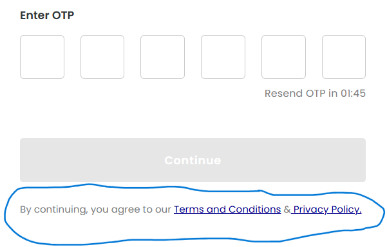 Enter OTP
Resend OTP in 01:45
Continue
By continuing, you agree to our Terms and Conditions & Privacy Policy.